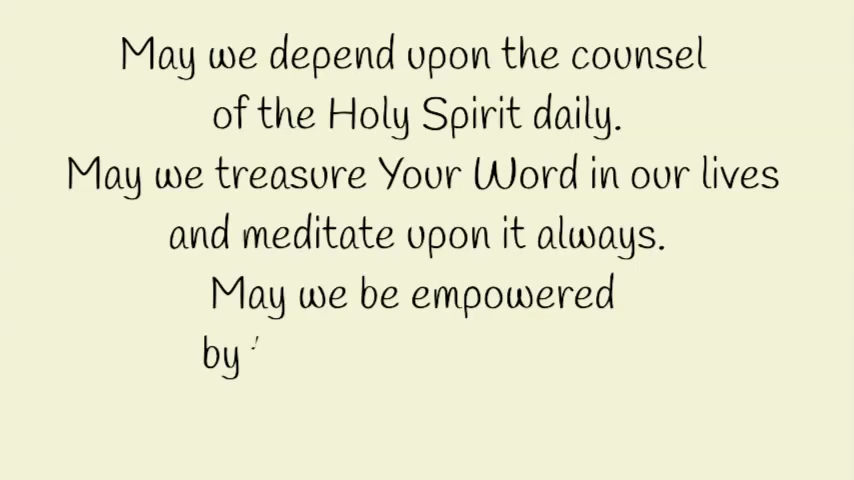 May we depend upon the counsel
of the Holy Spirit daily.
May we treasure Your Word in our lives
and meditate upon it always.
May we be empowered
by